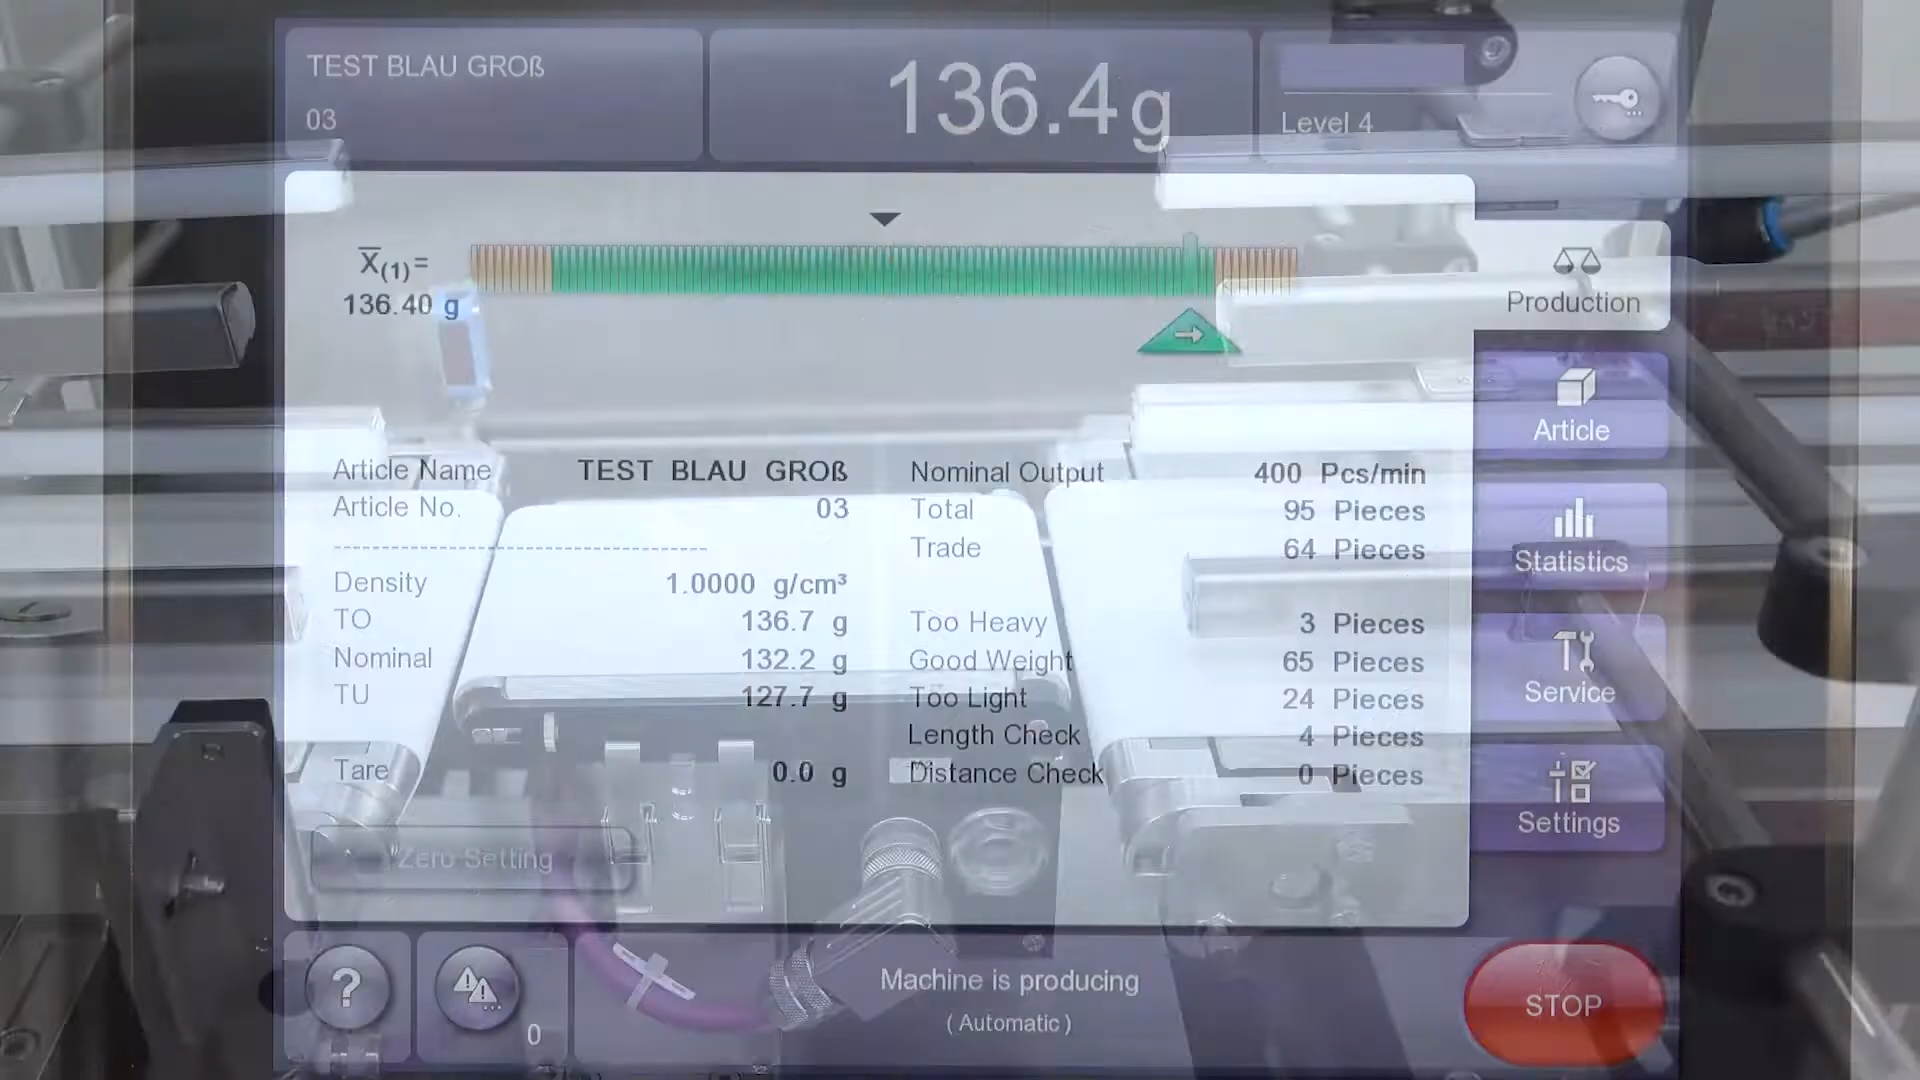 TEST BLAU GROß
03
136.4 g
Level 4
X(1)=
136.40 g
Production
Article
Statistics
Service
Settings
Article Name TEST BLAU GROß
Article No. 03
Density 1.0000 g/cm³
TO 136.7 g
Nominal 132.2 g
TU 127.7 g
Tare 0.0 g
Nominal Output 400 Pcs/min
Total 95 Pieces
Trade 64 Pieces
Too Heavy 3 Pieces
Good Weight 65 Pieces
Too Light 24 Pieces
Length Check 4 Pieces
Distance Check 0 Pieces
Zero Setting
?
0
Machine is producing
(Automatic)
STOP